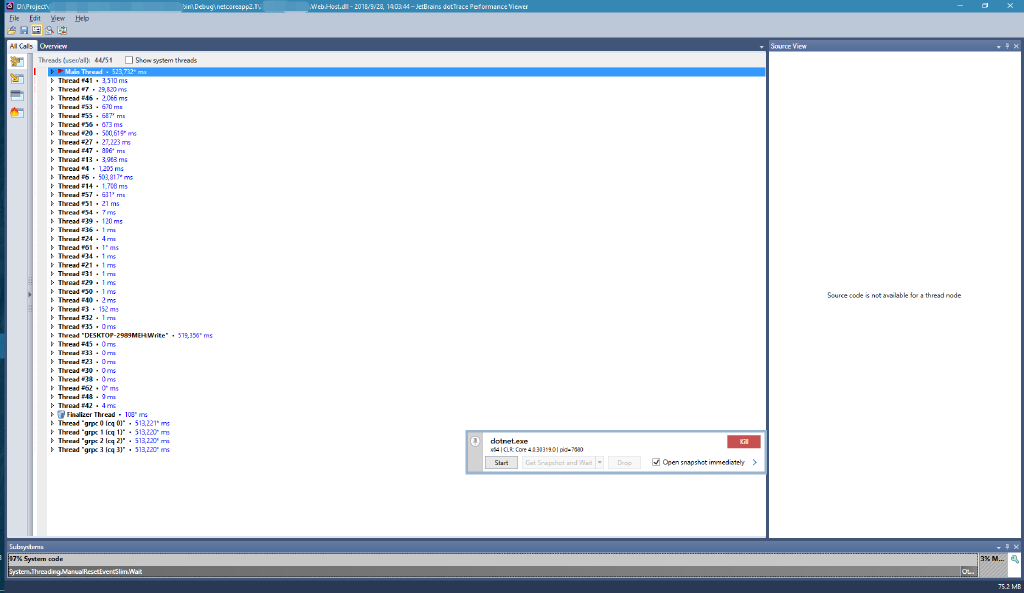 D:\Project\ \bin\Debug\netcoreapp2.1\ .Web.Host.dll - 2018/9/28, 14:03:44 - JetBrains dotTrace Performance Viewer
File Edit View Help
All Calls Overview
Threads (user/all): 44/51 Show system threads
Main Thread • 523,732* ms
Thread #41 • 3,510 ms
Thread #7 • 29,820 ms
Thread #46 • 2,066 ms
Thread #53 • 670 ms
Thread #55 • 687* ms
Thread #56 • 673 ms
Thread #20 • 500,619* ms
Thread #27 • 27,223 ms
Thread #47 • 806* ms
Thread #13 • 3,963 ms
Thread #4 • 1,205 ms
Thread #6 • 503,817* ms
Thread #14 • 1,708 ms
Thread #57 • 631* ms
Thread #51 • 21 ms
Thread #54 • 7 ms
Thread #39 • 120 ms
Thread #36 • 1 ms
Thread #24 • 4 ms
Thread #61 • 1* ms
Thread #34 • 1 ms
Thread #21 • 1 ms
Thread #31 • 1 ms
Thread #29 • 1 ms
Thread #50 • 1 ms
Thread #40 • 2 ms
Thread #3 • 152 ms
Thread #32 • 1 ms
Thread #35 • 0 ms
Thread "DESKTOP-2989MEH:Write" • 519,356* ms
Thread #45 • 0 ms
Thread #33 • 0 ms
Thread #23 • 0 ms
Thread #30 • 0 ms
Thread #38 • 0 ms
Thread #62 • 0* ms
Thread #48 • 9 ms
Thread #42 • 4 ms
Finalizer Thread • 108* ms
Thread "grpc 0 (cq 0)" • 513,221* ms
Thread "grpc 1 (cq 1)" • 513,220* ms
Thread "grpc 2 (cq 2)" • 513,220* ms
Thread "grpc 3 (cq 3)" • 513,220* ms
Source View
Source code is not available for a thread node
dotnet.exe
x64 | CLR: Core 4.0.30319.0 | pid=7680
Kill
Start Get Snapshot and Wait Drop Open snapshot immediately
Subsystems
97% System code 3% M...
System.Threading.ManualResetEventSlim.Wait Ot...
75.2 MB